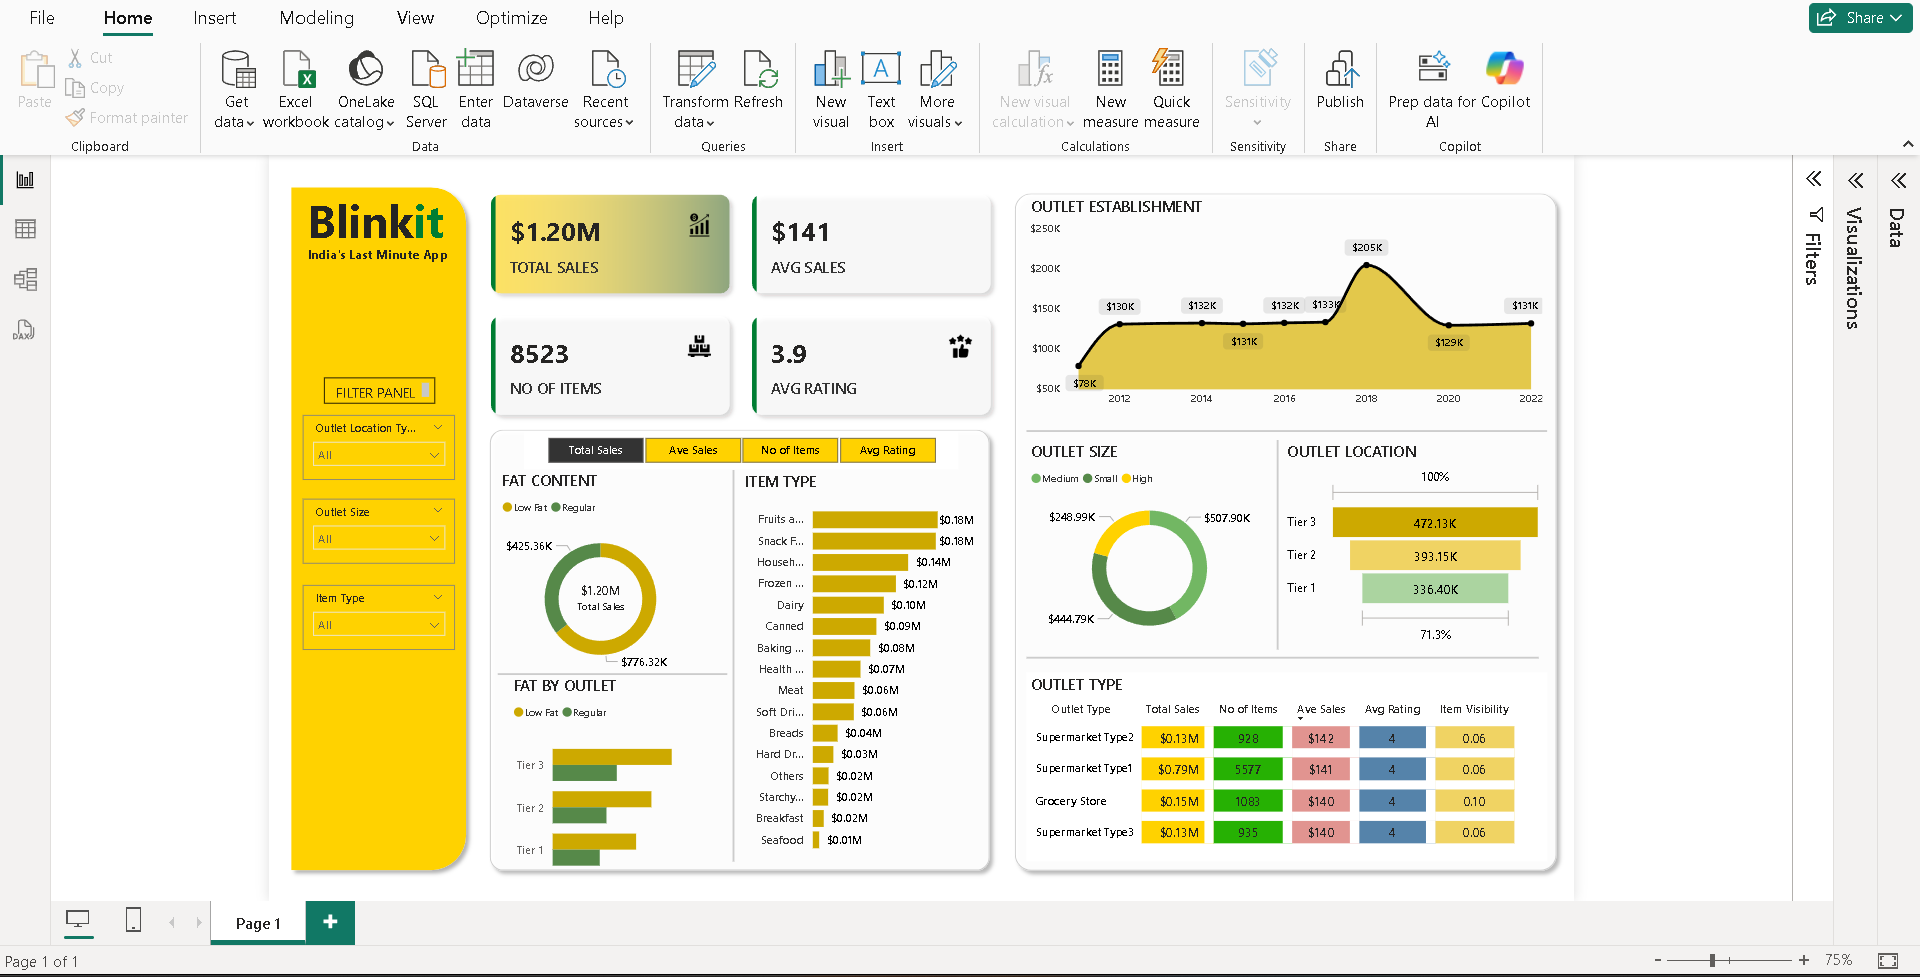 File Home Insert Modeling View Optimize Help Share
Paste Cut Copy Format painter
Clipboard
Get data Excel workbook OneLake catalog SQL Server Enter data Dataverse Recent sources
Data
Transform data Refresh
Queries
New visual Text box More visuals
Insert
New visual calculation New measure Quick measure
Calculations
Sensitivity
Sensitivity
Publish
Share
Prep data for AI Copilot
Copilot
Blinkit
India's Last Minute App
FILTER PANEL
Outlet Location Ty...
All
Outlet Size
All
Item Type
All
$1.20M
TOTAL SALES
$141
AVG SALES
8523
NO OF ITEMS
3.9
AVG RATING
Total Sales Ave Sales No of Items Avg Rating
FAT CONTENT
Low Fat Regular
$425.36K
$1.20M
Total Sales
$776.32K
FAT BY OUTLET
Low Fat Regular
Tier 3
Tier 2
Tier 1
ITEM TYPE
Fruits a... $0.18M
Snack F... $0.18M
Househ... $0.14M
Frozen ... $0.12M
Dairy $0.10M
Canned $0.09M
Baking ... $0.08M
Health ... $0.07M
Meat $0.06M
Soft Dri... $0.06M
Breads $0.04M
Hard Dr... $0.03M
Others $0.02M
Starchy... $0.02M
Breakfast $0.02M
Seafood $0.01M
OUTLET ESTABLISHMENT
$250K
$200K
$150K
$100K
$50K
$78K $130K $132K $131K $132K $133K $205K $129K $131K
2012 2014 2016 2018 2020 2022
OUTLET SIZE
Medium Small High
$248.99K
$507.90K
$444.79K
OUTLET LOCATION
100%
Tier 3 472.13K
Tier 2 393.15K
Tier 1 336.40K
71.3%
OUTLET TYPE
Outlet Type Total Sales No of Items Ave Sales Avg Rating Item Visibility
Supermarket Type2 $0.13M 928 $142 4 0.06
Supermarket Type1 $0.79M 5577 $141 4 0.06
Grocery Store $0.15M 1083 $140 4 0.10
Supermarket Type3 $0.13M 935 $140 4 0.06
Filters
Visualizations
Data
DAX
Page 1
Page 1 of 1
75%